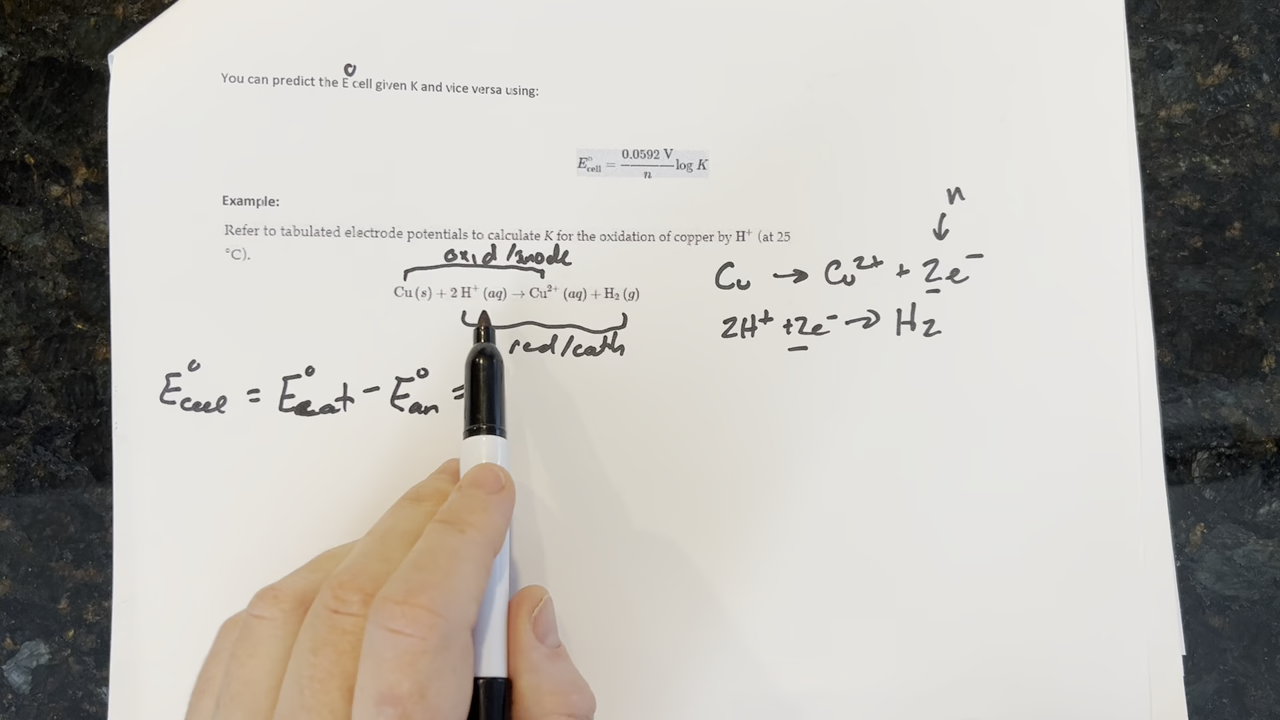 You can predict the E° cell given K and vice versa using:
E°cell = 0.0592 V / n log K
Example:
Refer to tabulated electrode potentials to calculate K for the oxidation of copper by H⁺ (at 25
°C).
oxid/anode
Cu(s) + 2 H⁺ (aq) → Cu²⁺ (aq) + H₂ (g)
red/cath
n
↓
Cu → Cu²⁺ + 2e⁻
2H⁺ + 2e⁻ → H₂
E°cell = E°cat - E°an =